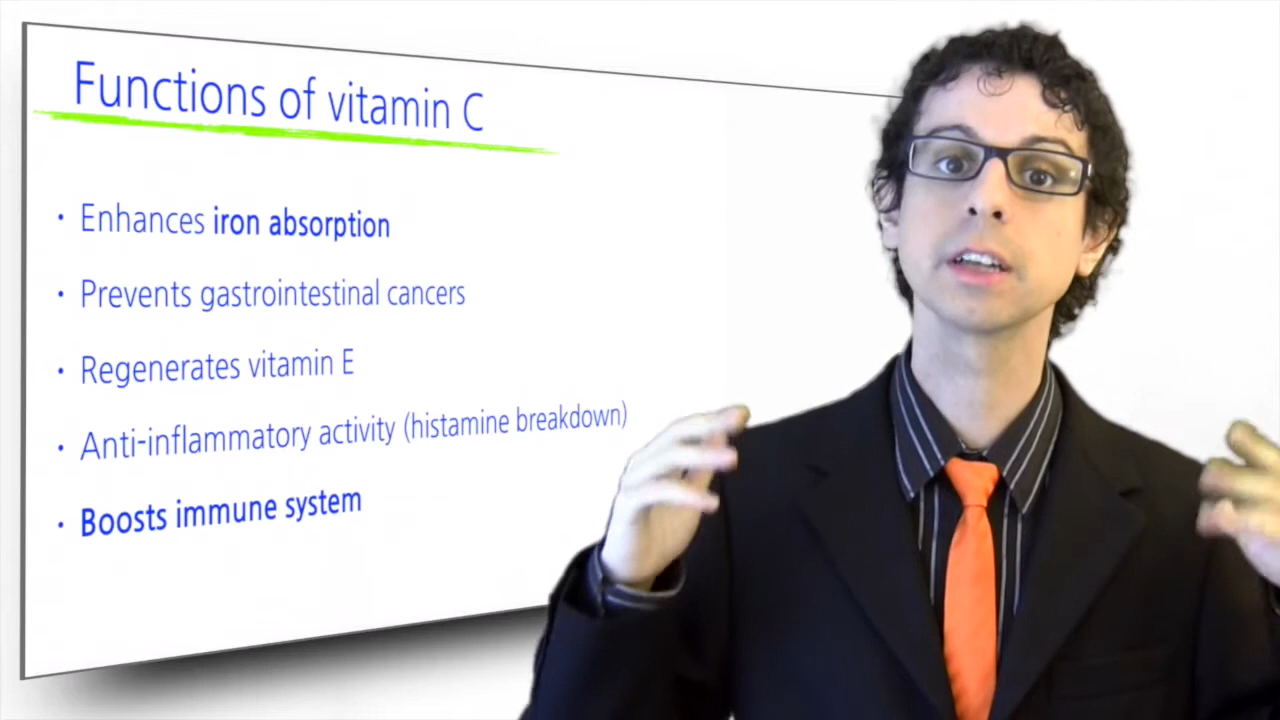 Functions of vitamin C
• Enhances iron absorption
• Prevents gastrointestinal cancers
• Regenerates vitamin E
• Anti-inflammatory activity (histamine breakdown)
• Boosts immune system